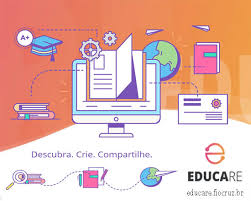 A+
Descubra. Crie. Compartilhe.
EDUCARE
educare.fiocruz.br